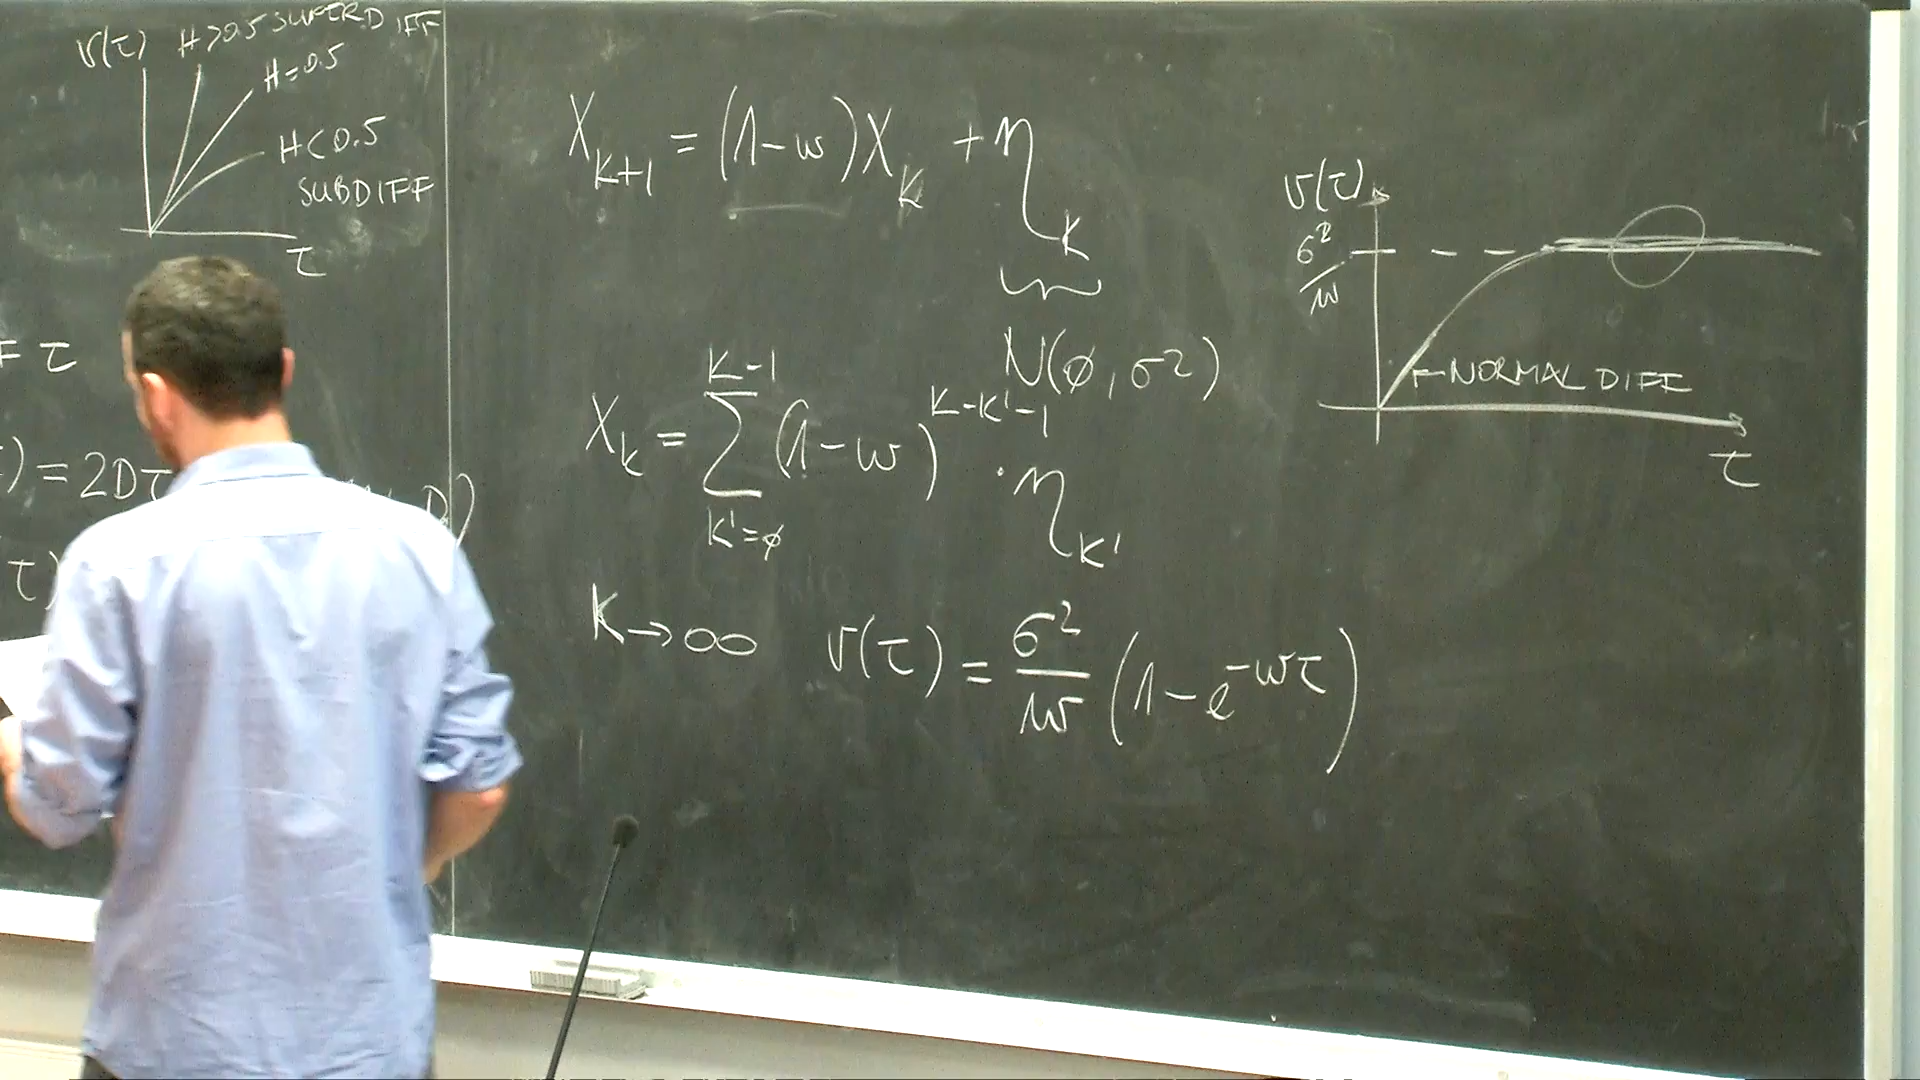 V(τ) H>0.5 SUPERDIFF
H=0.5
H<0.5
SUBDIFF
τ
F τ
) = 2Dτ
τ)
X_{K+1} = (1-w)X_K + η_K
N(ϕ, σ²)
X_K = Σ_{K'=ϕ}^{K-1} (1-w)^{K-K'-1} · η_{K'}
K→∞ V(τ) = σ²/w (1-e^{-wτ})
V(τ)
σ²/w
NORMAL DIFF
τ